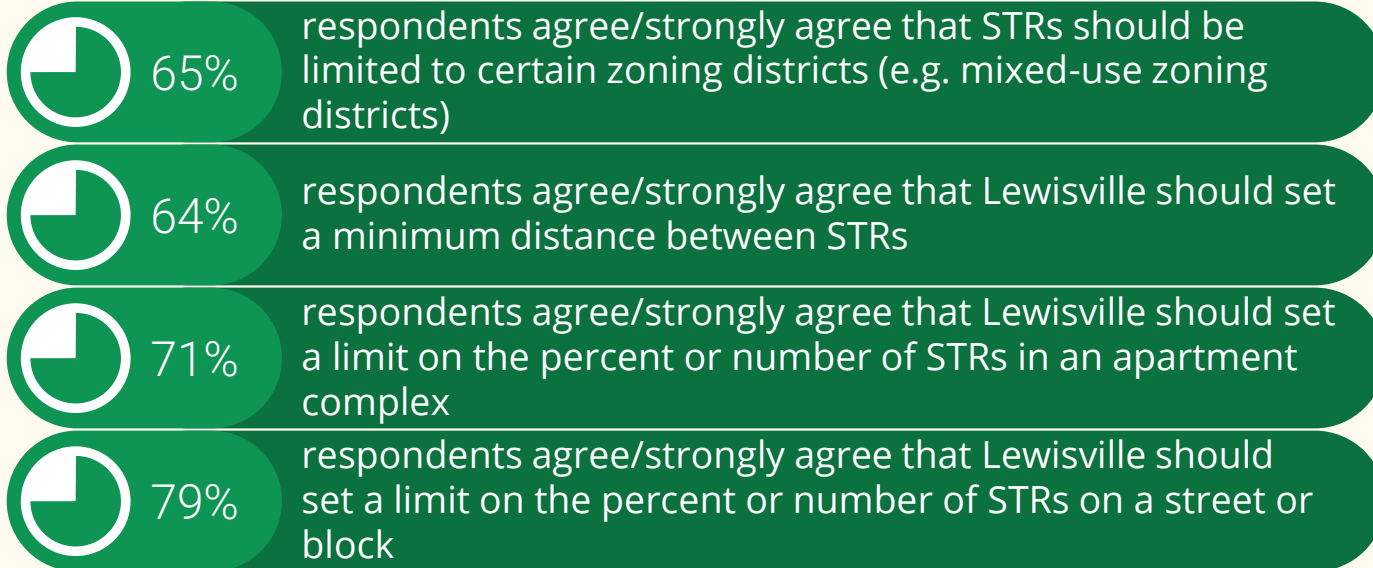 65%
respondents agree/strongly agree that STRs should be
limited to certain zoning districts (e.g. mixed-use zoning
districts)
64%
respondents agree/strongly agree that Lewisville should set
a minimum distance between STRs
71%
respondents agree/strongly agree that Lewisville should set
a limit on the percent or number of STRs in an apartment
complex
79%
respondents agree/strongly agree that Lewisville should
set a limit on the percent or number of STRs on a street or
block